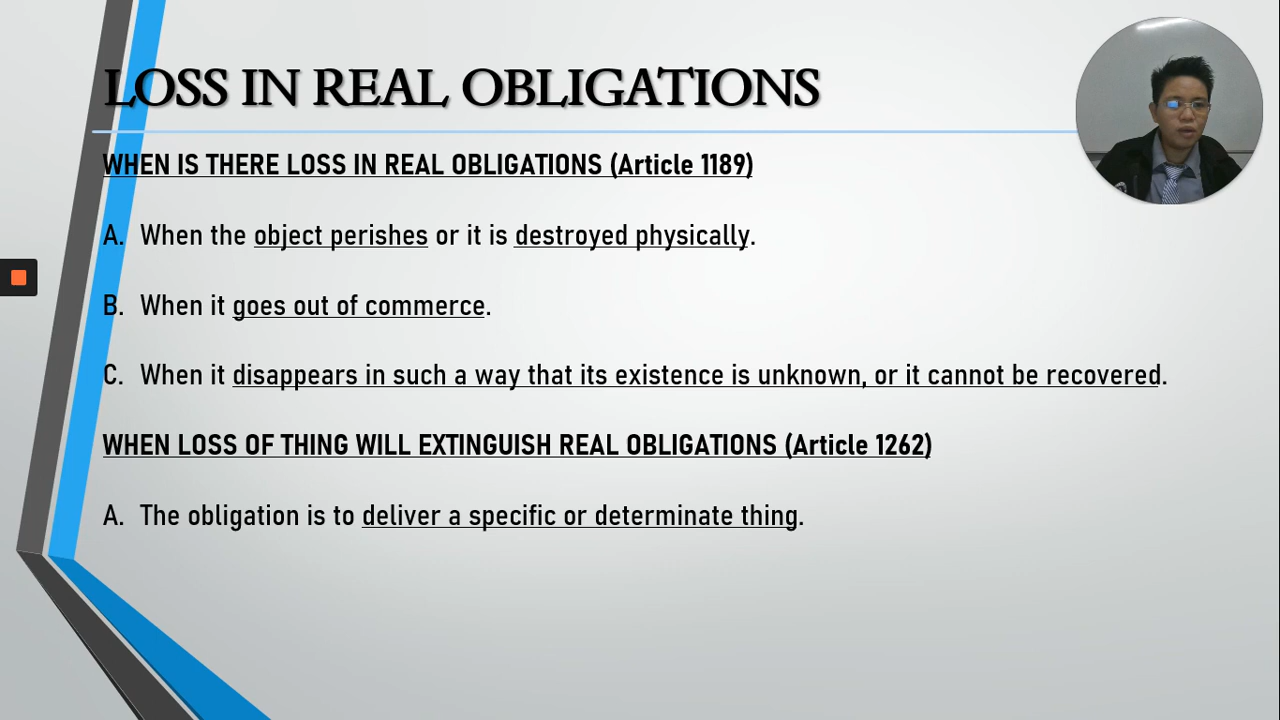 LOSS IN REAL OBLIGATIONS
WHEN IS THERE LOSS IN REAL OBLIGATIONS (Article 1189)
A. When the object perishes or it is destroyed physically.
B. When it goes out of commerce.
C. When it disappears in such a way that its existence is unknown, or it cannot be recovered.
WHEN LOSS OF THING WILL EXTINGUISH REAL OBLIGATIONS (Article 1262)
A. The obligation is to deliver a specific or determinate thing.